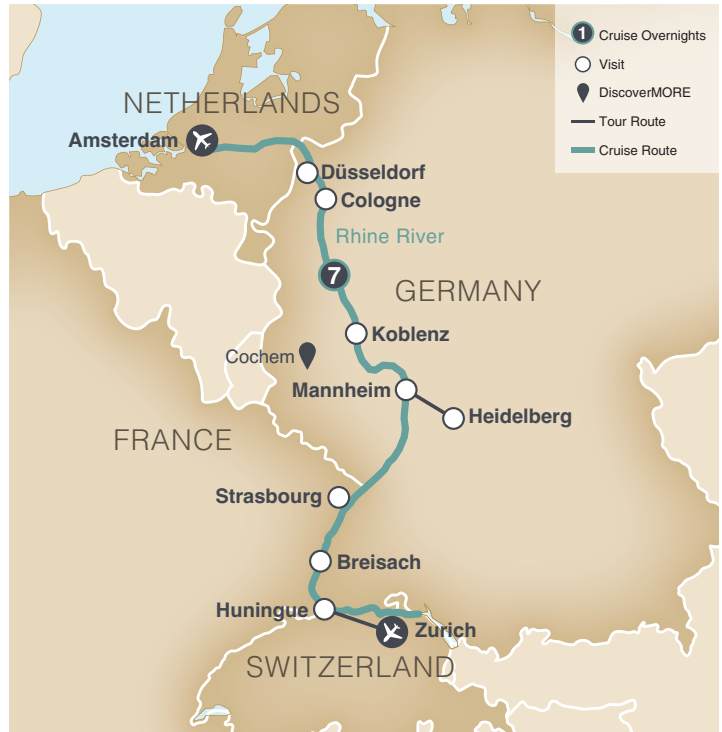 1 Cruise Overnights
Visit
DiscoverMORE
Tour Route
Cruise Route
NETHERLANDS
Amsterdam
Düsseldorf
Cologne
Rhine River
7
GERMANY
Koblenz
Cochem
Mannheim
Heidelberg
FRANCE
Strasbourg
Breisach
Huningue
Zurich
SWITZERLAND